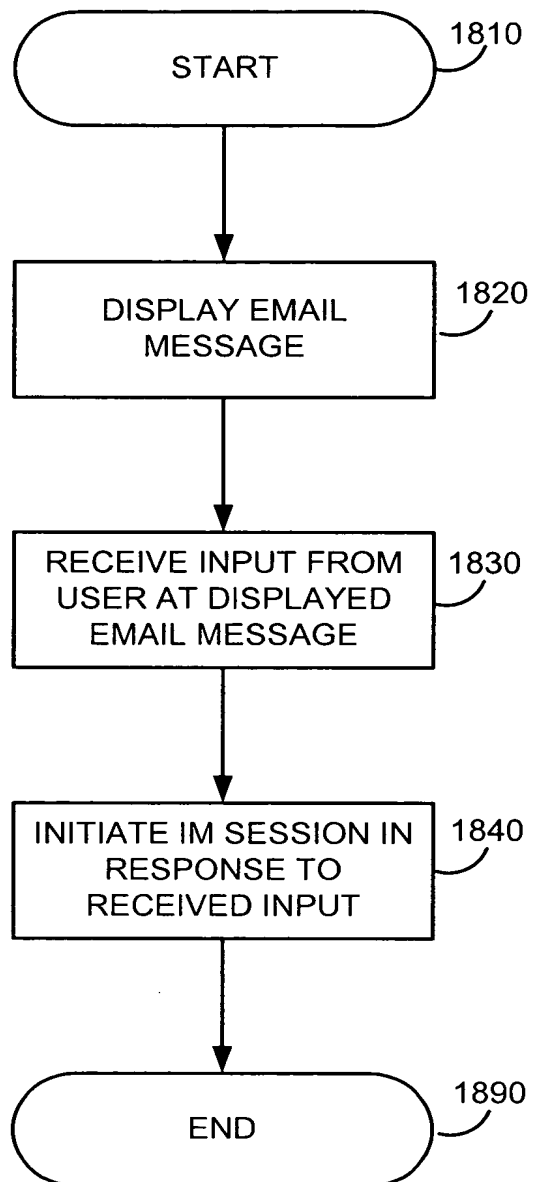 START
1810
DISPLAY EMAIL
MESSAGE
1820
RECEIVE INPUT FROM
USER AT DISPLAYED
EMAIL MESSAGE
1830
INITIATE IM SESSION IN
RESPONSE TO
RECEIVED INPUT
1840
END
1890